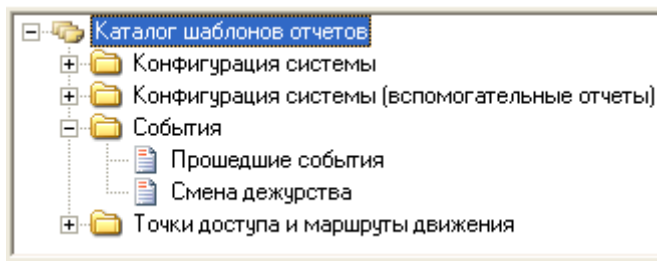 Каталог шаблонов отчетов
Конфигурация системы
Конфигурация системы (вспомогательные отчеты)
События
Прошедшие события
Смена дежурства
Точки доступа и маршруты движения